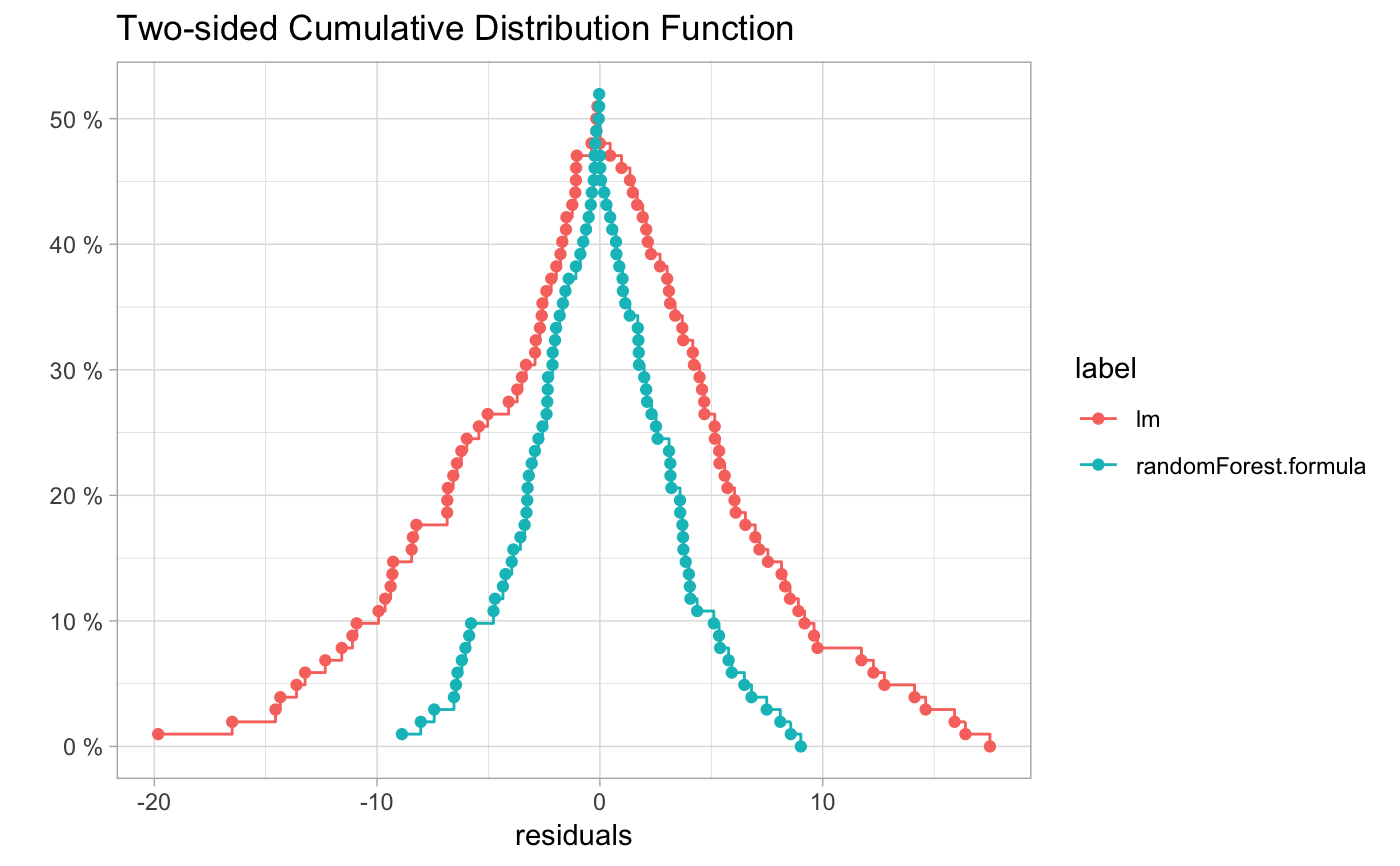 Two-sided Cumulative Distribution Function
50 %
40 %
30 %
20 %
10 %
0 %
-20
-10
0
10
residuals
label
lm
randomForest.formula